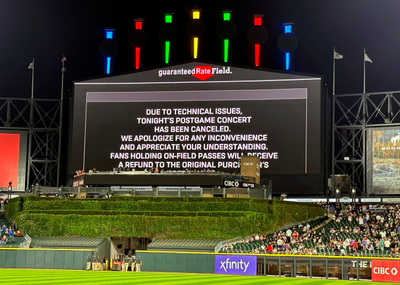 guaranteed Rate Field.
DUE TO TECHNICAL ISSUES,
TONIGHT'S POSTGAME CONCERT
HAS BEEN CANCELED.
WE APOLOGIZE FOR ANY INCONVENIENCE
AND APPRECIATE YOUR UNDERSTANDING.
FANS HOLDING ON-FIELD PASSES WILL RECEIVE
A REFUND TO THE ORIGINAL PURCHASER'S
CIBC
xfinity
THE
CIBC